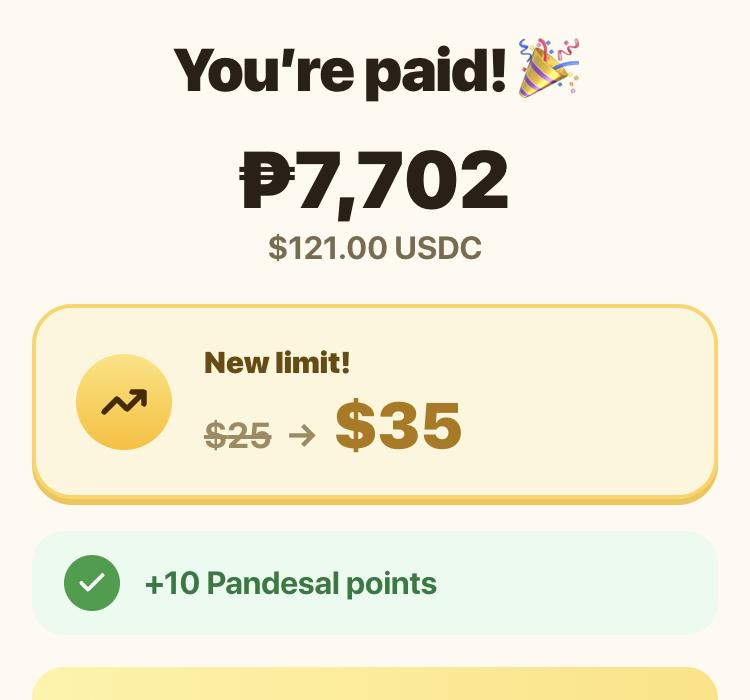 You're paid! 🎉
₱7,702
$121.00 USDC
New limit!
$25 → $35
+10 Pandesal points